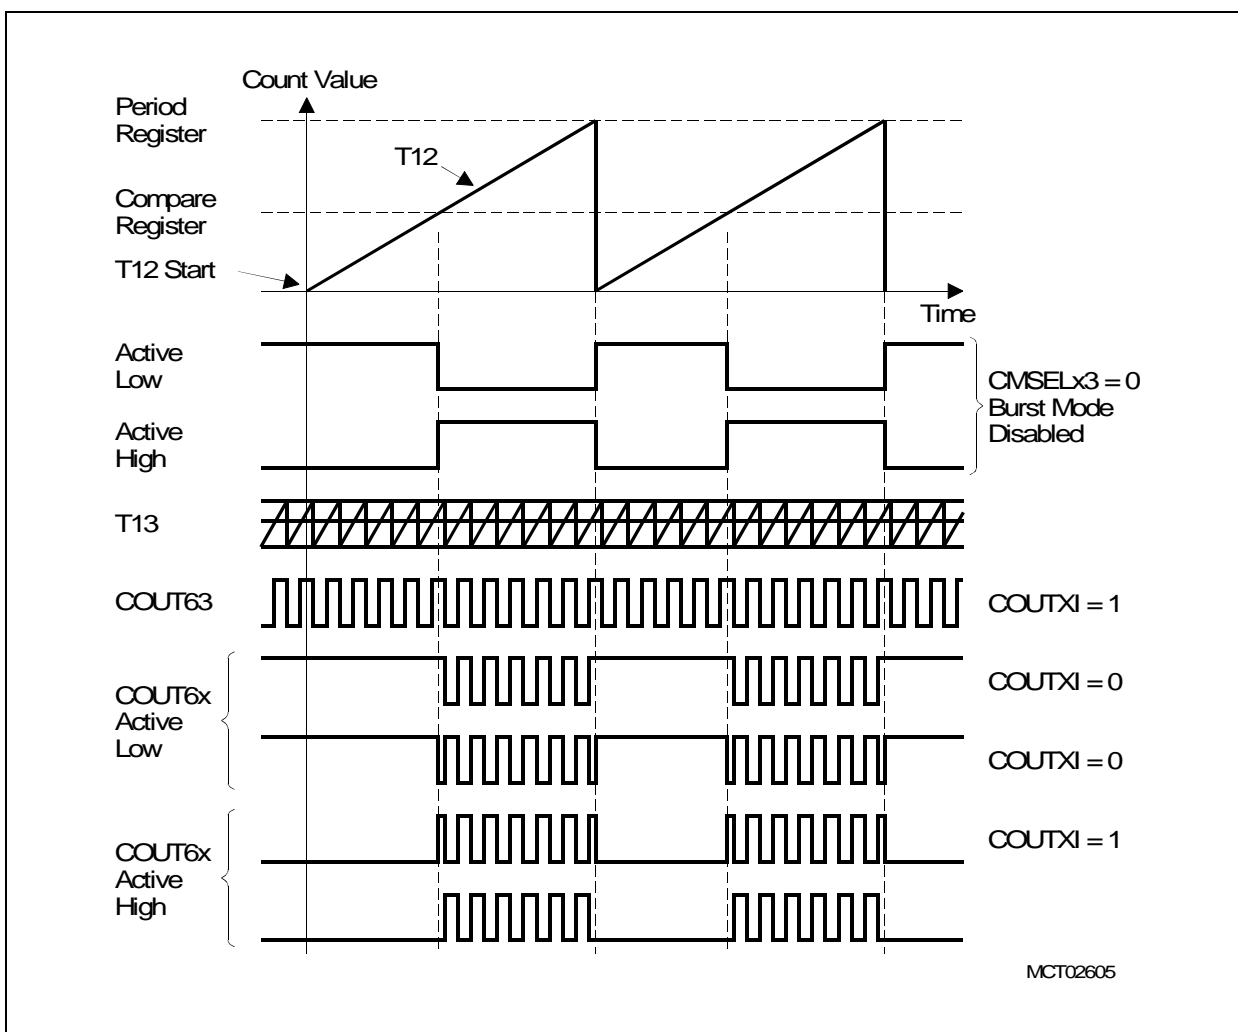 Count Value
Period
Register
T12
Compare
Register
T12 Start
Time
Active
Low
CMSELx3 = 0
Burst Mode
Disabled
Active
High
T13
COUT63
COUTXI = 1
COUT6x
Active
Low
COUTXI = 0
COUTXI = 0
COUT6x
Active
High
COUTXI = 1
MCT02605